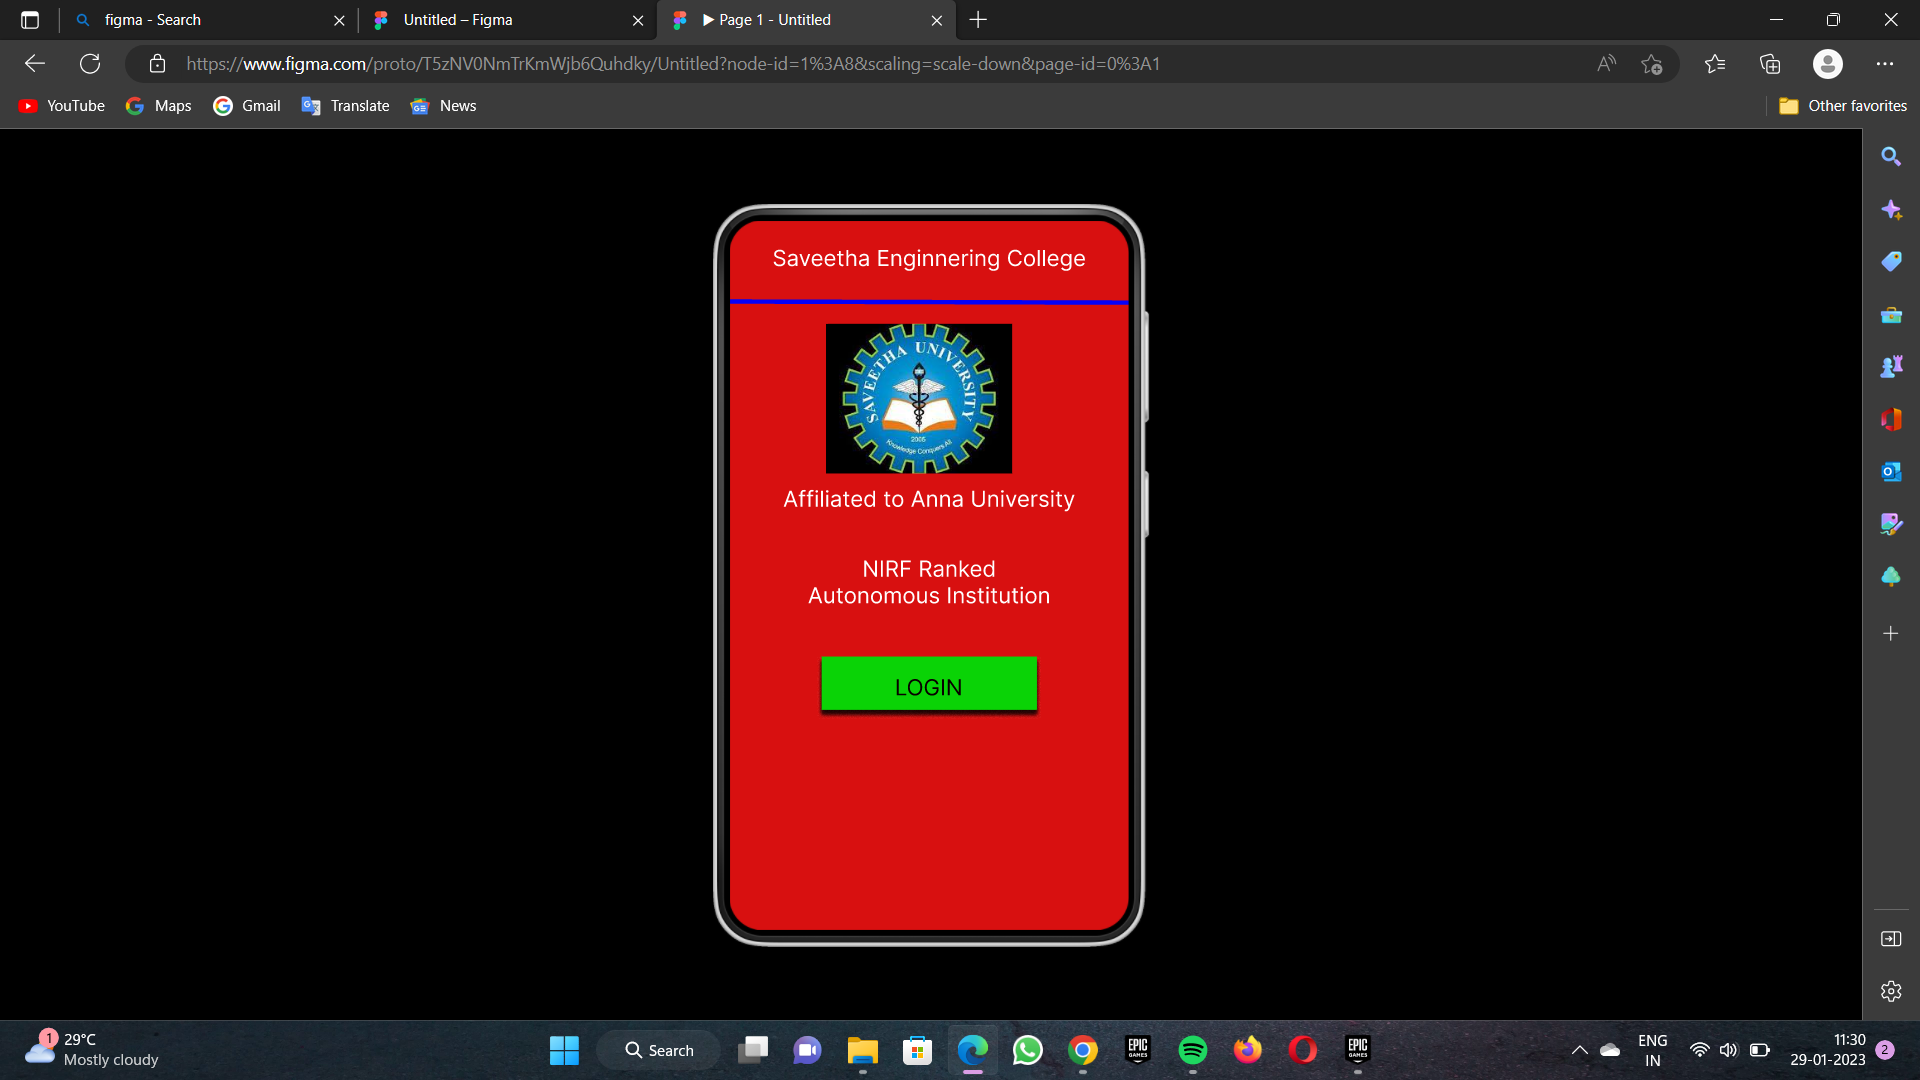 figma - Search
Untitled – Figma
▶ Page 1 - Untitled
https://www.figma.com/proto/T5zNV0NmTrKmWjb6Quhdky/Untitled?node-id=1%3A8&scaling=scale-down&page-id=0%3A1
YouTube
Maps
Gmail
Translate
News
Other favorites
Saveetha Enginnering College
SAVEETHA UNIVERSITY
2005
Knowledge Conquers All
Affiliated to Anna University
NIRF Ranked
Autonomous Institution
LOGIN
1
29°C
Mostly cloudy
Search
EPIC
GAMES
EPIC
GAMES
ENG
IN
11:30
29-01-2023
2